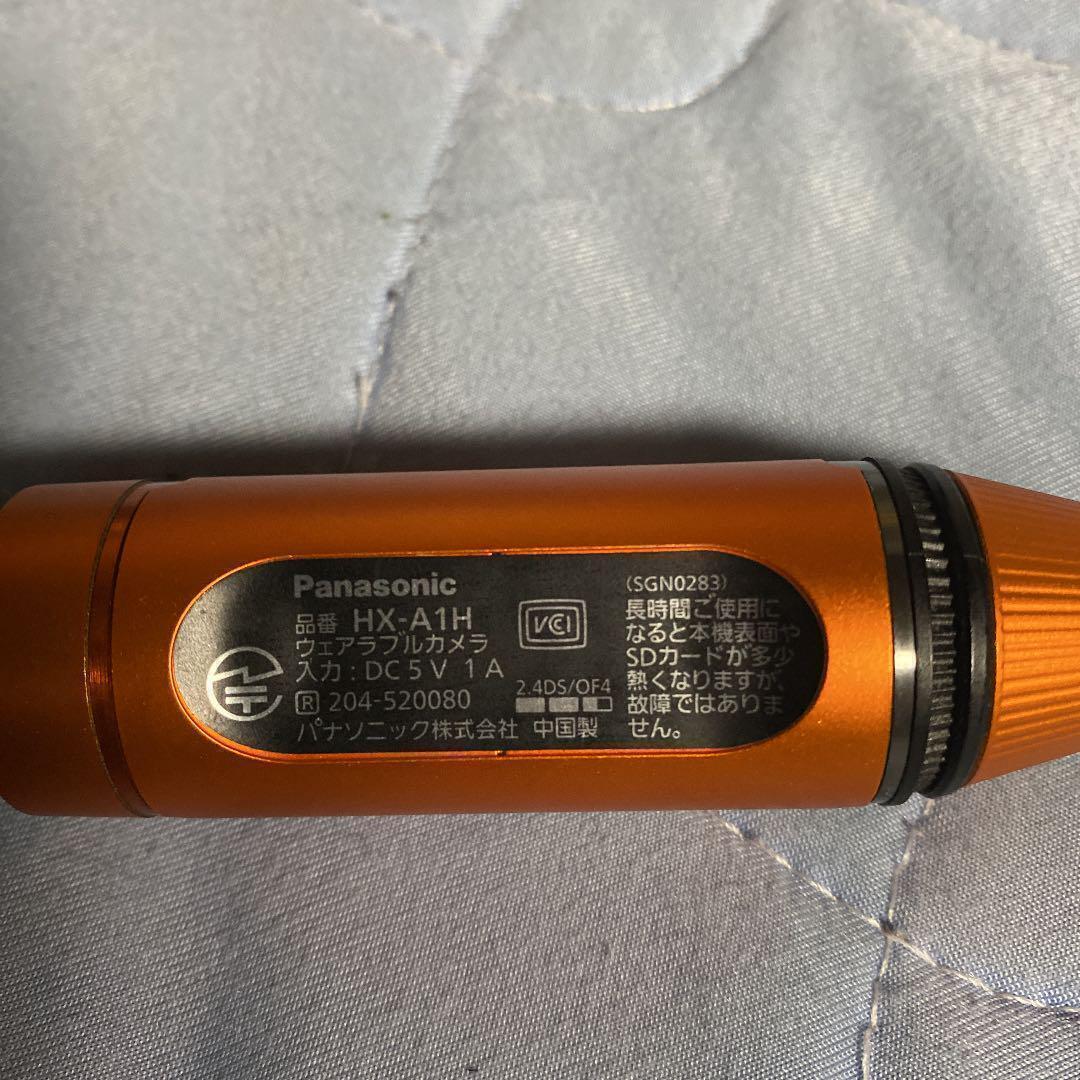 Panasonic
品番 HX-A1H
ウェアラブルカメラ
入力：DC 5 V 1 A
R 204-520080
パナソニック株式会社 中国製
VCI
2.4DS/OF4
(SGN0283)
長時間ご使用に
なると本機表面や
SDカードが多少
熱くなりますが、
故障ではありま
せん。